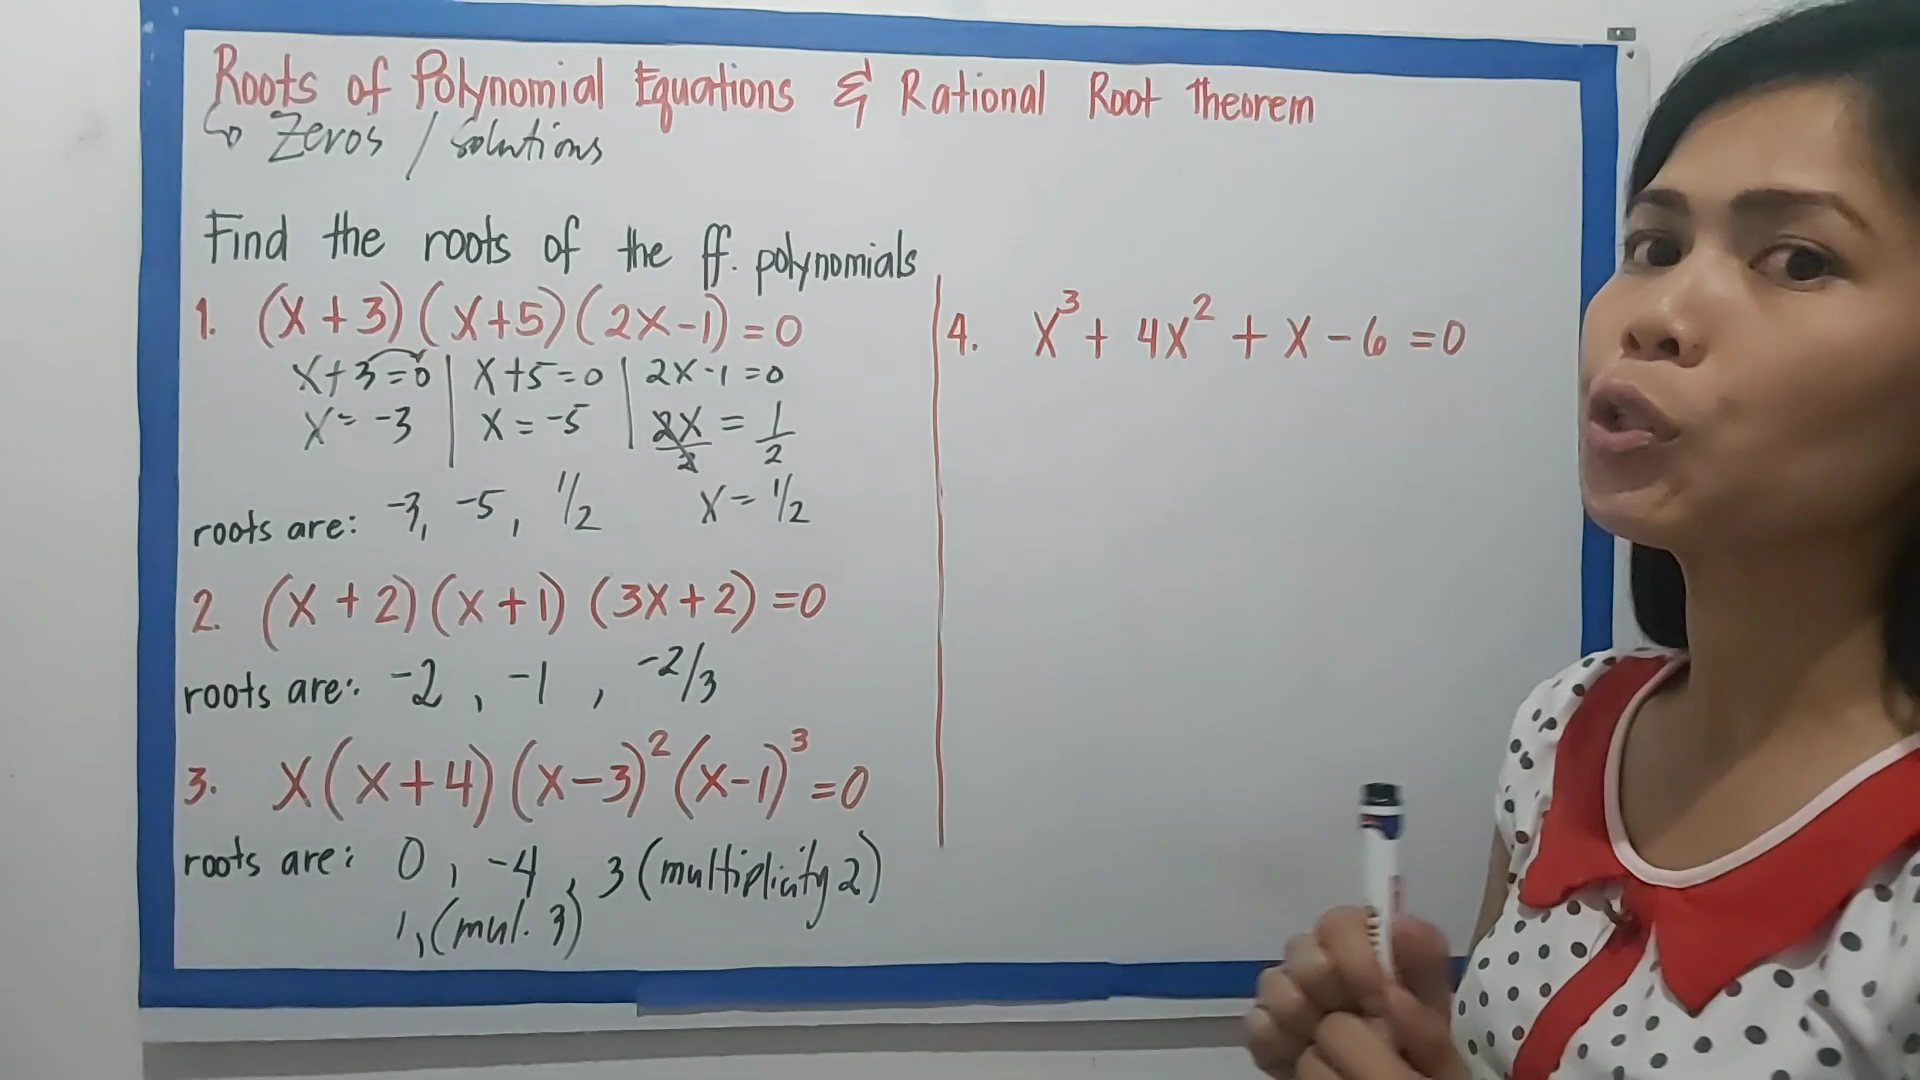 Roots of Polynomial Equations & Rational Root Theorem
↳ Zeros / Solutions
Find the roots of the ff. polynomials
1. (x+3)(x+5)(2x-1)=0
x+3=0 | x+5=0 | 2x-1=0
x=-3 | x=-5 | 2x/2 = 1/2
x=1/2
roots are: -3, -5, 1/2
2. (x+2)(x+1)(3x+2)=0
roots are: -2, -1, -2/3
3. x(x+4)(x-3)²(x-1)³=0
roots are: 0, -4, 3 (multiplicity 2)
1, (mul. 3)
4. x³ + 4x² + x - 6 = 0